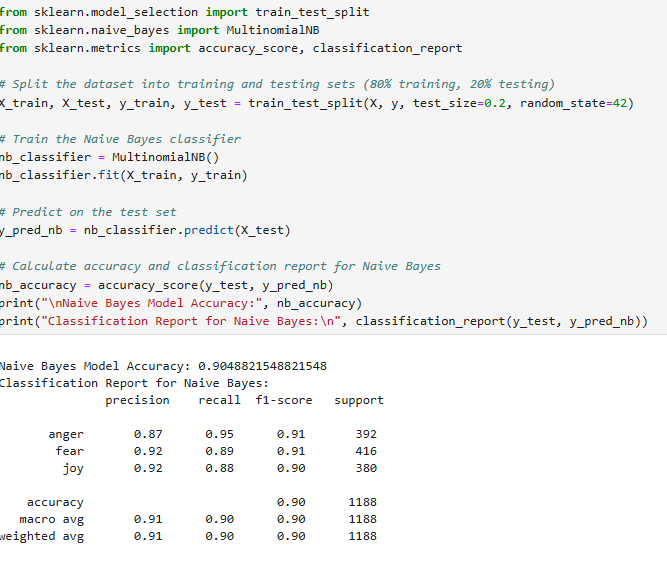 from sklearn.model_selection import train_test_split
from sklearn.naive_bayes import MultinomialNB
from sklearn.metrics import accuracy_score, classification_report
# Split the dataset into training and testing sets (80% training, 20% testing)
X_train, X_test, y_train, y_test = train_test_split(X, y, test_size=0.2, random_state=42)
# Train the Naive Bayes classifier
nb_classifier = MultinomialNB()
nb_classifier.fit(X_train, y_train)
# Predict on the test set
y_pred_nb = nb_classifier.predict(X_test)
# Calculate accuracy and classification report for Naive Bayes
nb_accuracy = accuracy_score(y_test, y_pred_nb)
print("\nNaive Bayes Model Accuracy:", nb_accuracy)
print("Classification Report for Naive Bayes:\n", classification_report(y_test, y_pred_nb))
Naive Bayes Model Accuracy: 0.9048821548821548
Classification Report for Naive Bayes:
precision recall f1-score support
anger 0.87 0.95 0.91 392
fear 0.92 0.89 0.91 416
joy 0.92 0.88 0.90 380
accuracy 0.90 1188
macro avg 0.91 0.90 0.90 1188
weighted avg 0.91 0.90 0.90 1188